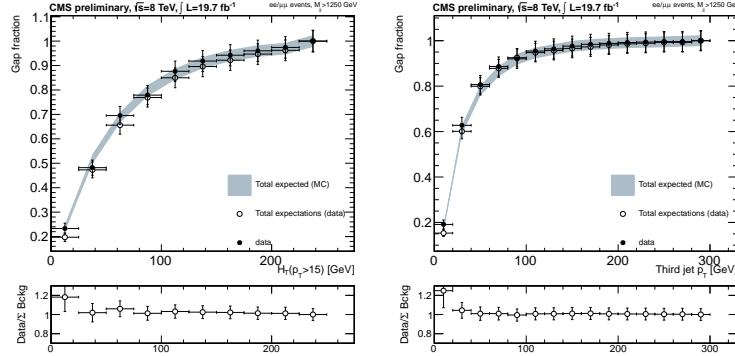 CMS preliminary, √s=8 TeV, ∫ L=19.7 fb⁻¹
ee/μμ events, M_jj >1250 GeV
Gap fraction
1.1
1
0.9
0.8
0.7
0.6
0.5
0.4
0.3
0.2
Total expected (MC)
Total expectations (data)
data
0 100 200
H_T(p_T>15) [GeV]
Data/Σ Bckg
1.2
1
0.8
0 100 200
CMS preliminary, √s=8 TeV, ∫ L=19.7 fb⁻¹
ee/μμ events, M_jj >1250 GeV
Gap fraction
1
0.8
0.6
0.4
0.2
Total expected (MC)
Total expectations (data)
data
0 100 200 300
Third jet p_T [GeV]
Data/Σ Bckg
1.2
1
0.8
0 100 200 300